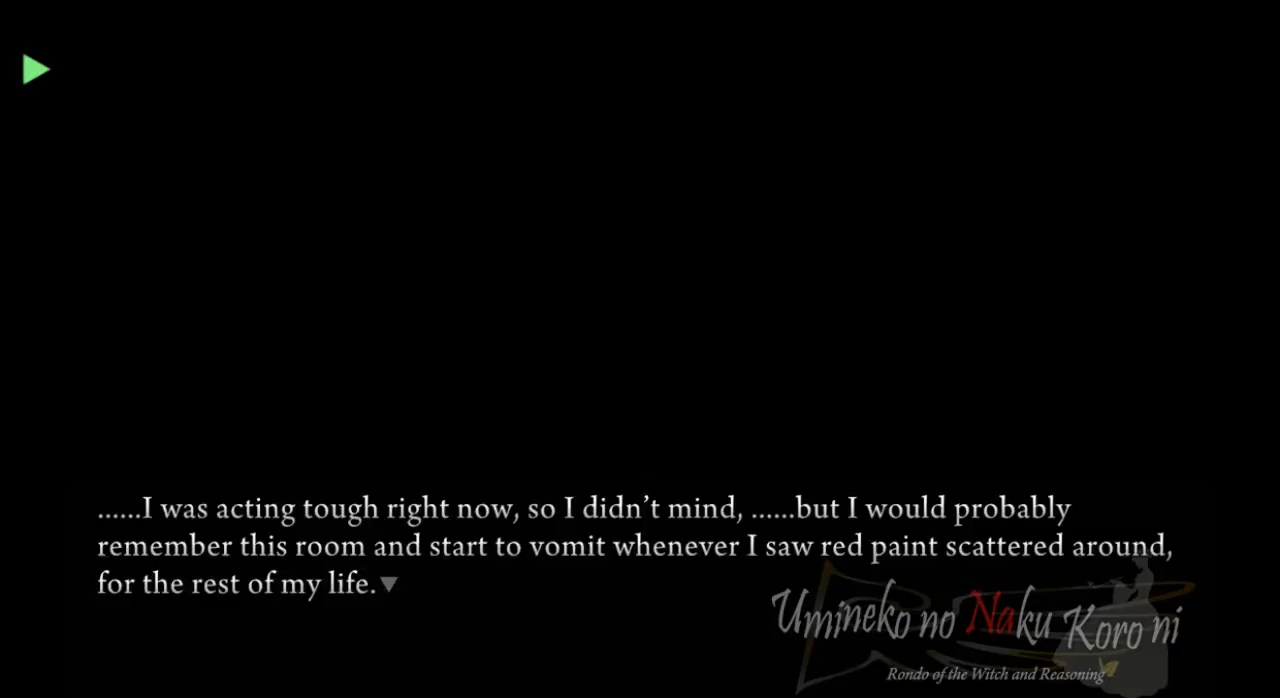 ......I was acting tough right now, so I didn't mind, ......but I would probably
remember this room and start to vomit whenever I saw red paint scattered around,
for the rest of my life.
Umineko no Naku Koro ni
Rondo of the Witch and Reasoning